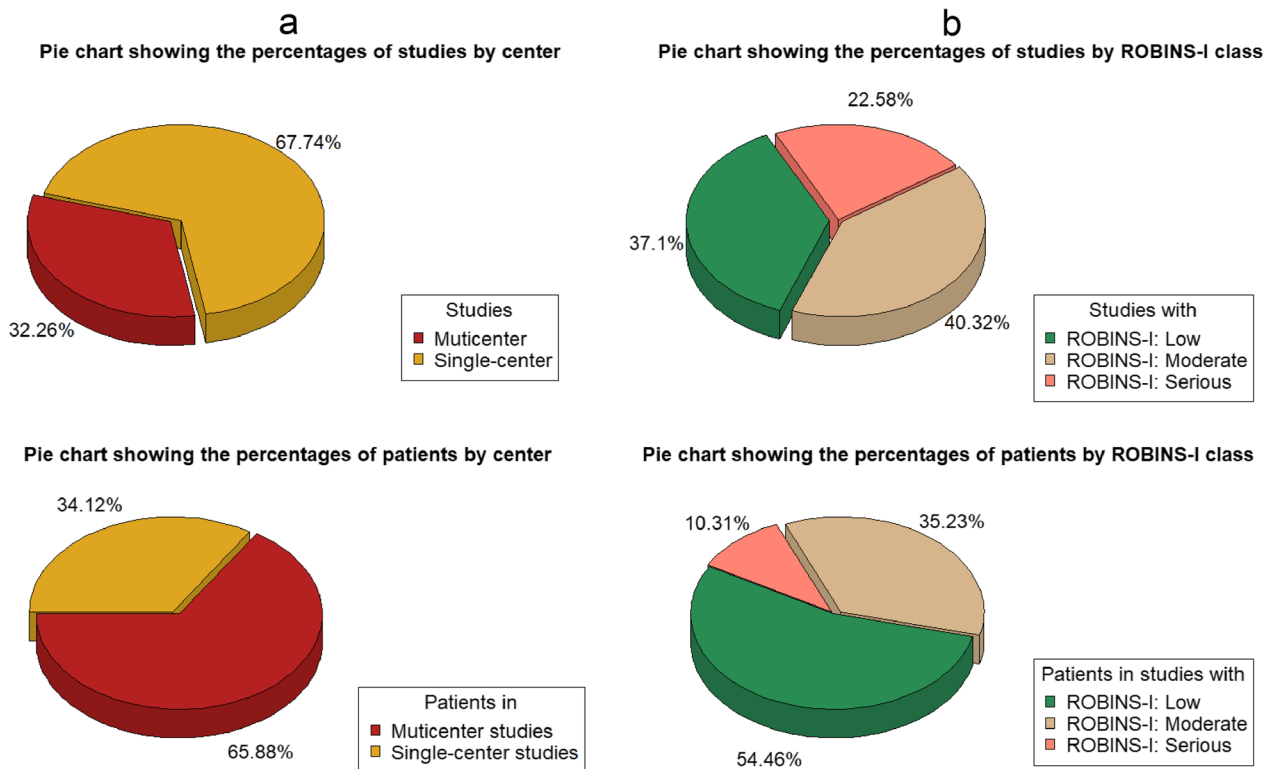 a
Pie chart showing the percentages of studies by center
67.74%
32.26%
Studies
Muticenter
Single-center
b
Pie chart showing the percentages of studies by ROBINS-I class
22.58%
37.1%
40.32%
Studies with
ROBINS-I: Low
ROBINS-I: Moderate
ROBINS-I: Serious
Pie chart showing the percentages of patients by center
34.12%
65.88%
Patients in
Muticenter studies
Single-center studies
Pie chart showing the percentages of patients by ROBINS-I class
10.31%
35.23%
54.46%
Patients in studies with
ROBINS-I: Low
ROBINS-I: Moderate
ROBINS-I: Serious